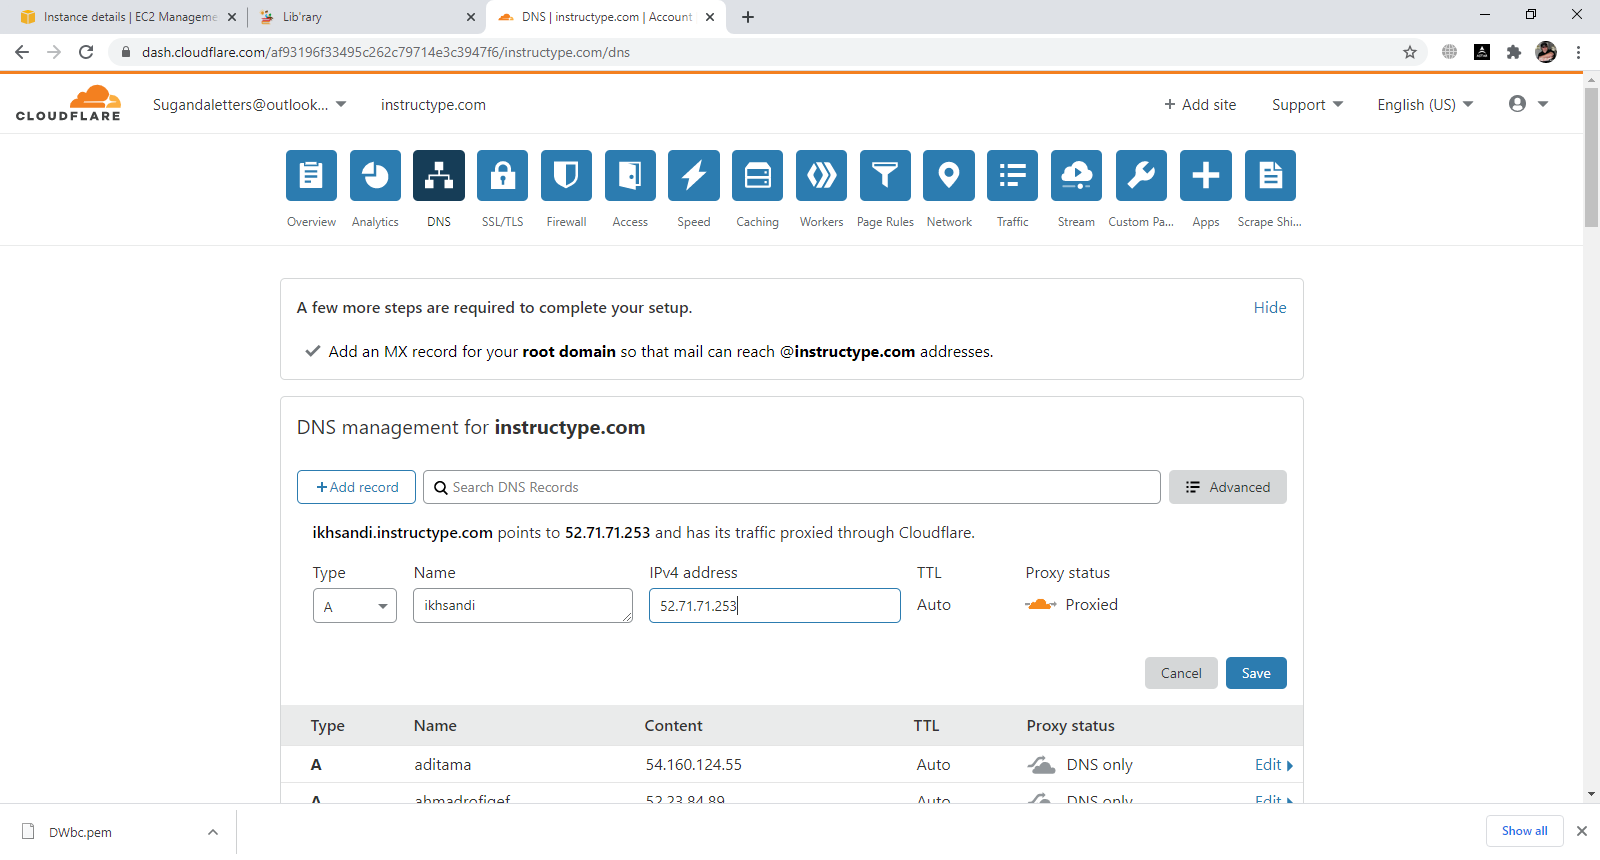 Instance details | EC2 Manageme
Lib'rary
DNS | instructype.com | Account
dash.cloudflare.com/af93196f33495c262c79714e3c3947f6/instructype.com/dns
CLOUDFLARE
Sugandaletters@outlook...
instructype.com
+ Add site
Support
English (US)
Overview
Analytics
DNS
SSL/TLS
Firewall
Access
Speed
Caching
Workers
Page Rules
Network
Traffic
Stream
Custom Pa...
Apps
Scrape Shi...
A few more steps are required to complete your setup.
Hide
Add an MX record for your root domain so that mail can reach @instructype.com addresses.
DNS management for instructype.com
+Add record
Search DNS Records
Advanced
ikhsandi.instructype.com points to 52.71.71.253 and has its traffic proxied through Cloudflare.
Type
Name
IPv4 address
TTL
Proxy status
A
ikhsandi
52.71.71.253
Auto
Proxied
Cancel
Save
Type
Name
Content
TTL
Proxy status
A
aditama
54.160.124.55
Auto
DNS only
Edit
A
ahmadrofiqef
52.23.84.89
Auto
DNS only
Edit
DWbc.pem
Show all